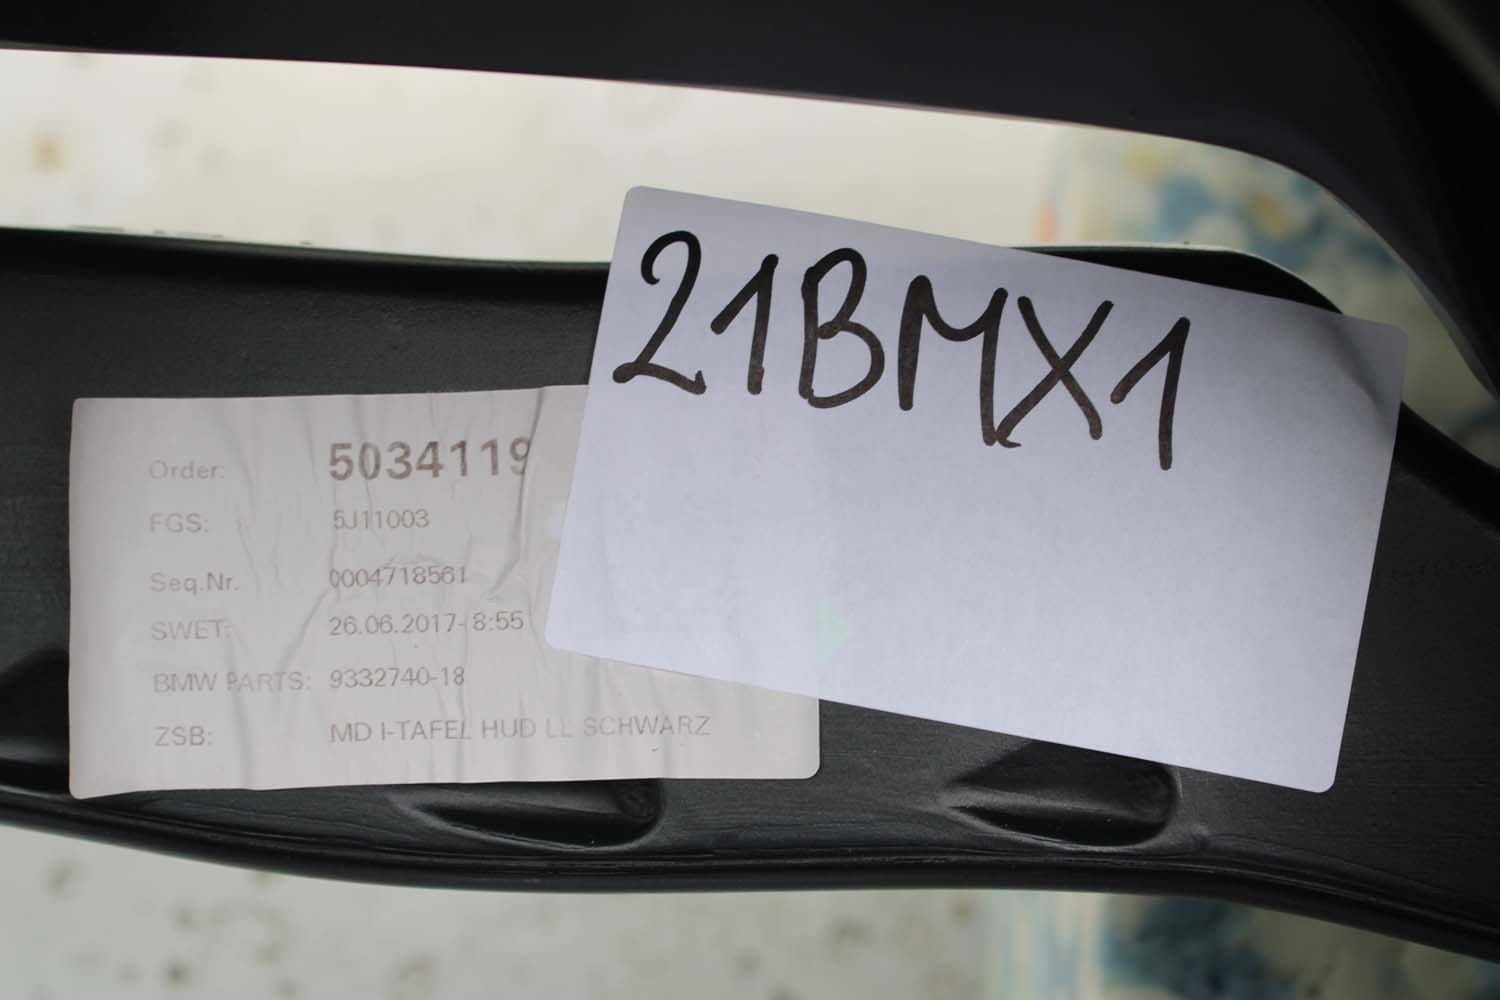 21BMX1
Order: 5034119
FGS: 5J11003
Seq.Nr. 0004718561
SWET: 26.06.2017- 8:55
BMW PARTS: 9332740-18
ZSB: MD I-TAFEL HUD LL SCHWARZ